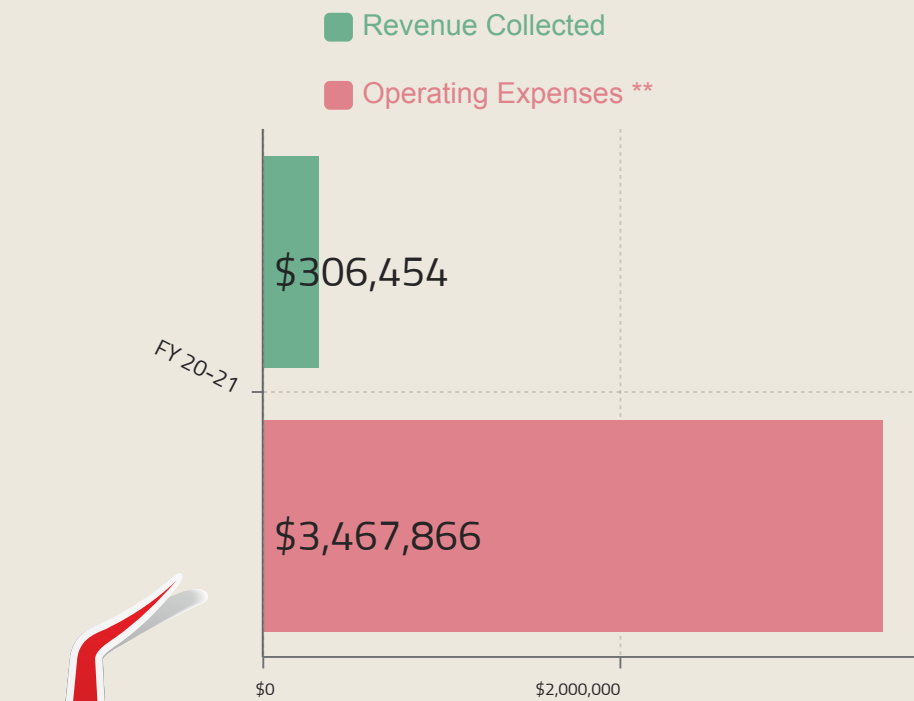 Revenue Collected
Operating Expenses **
$306,454
FY 20-21
$3,467,866
$0
$2,000,000